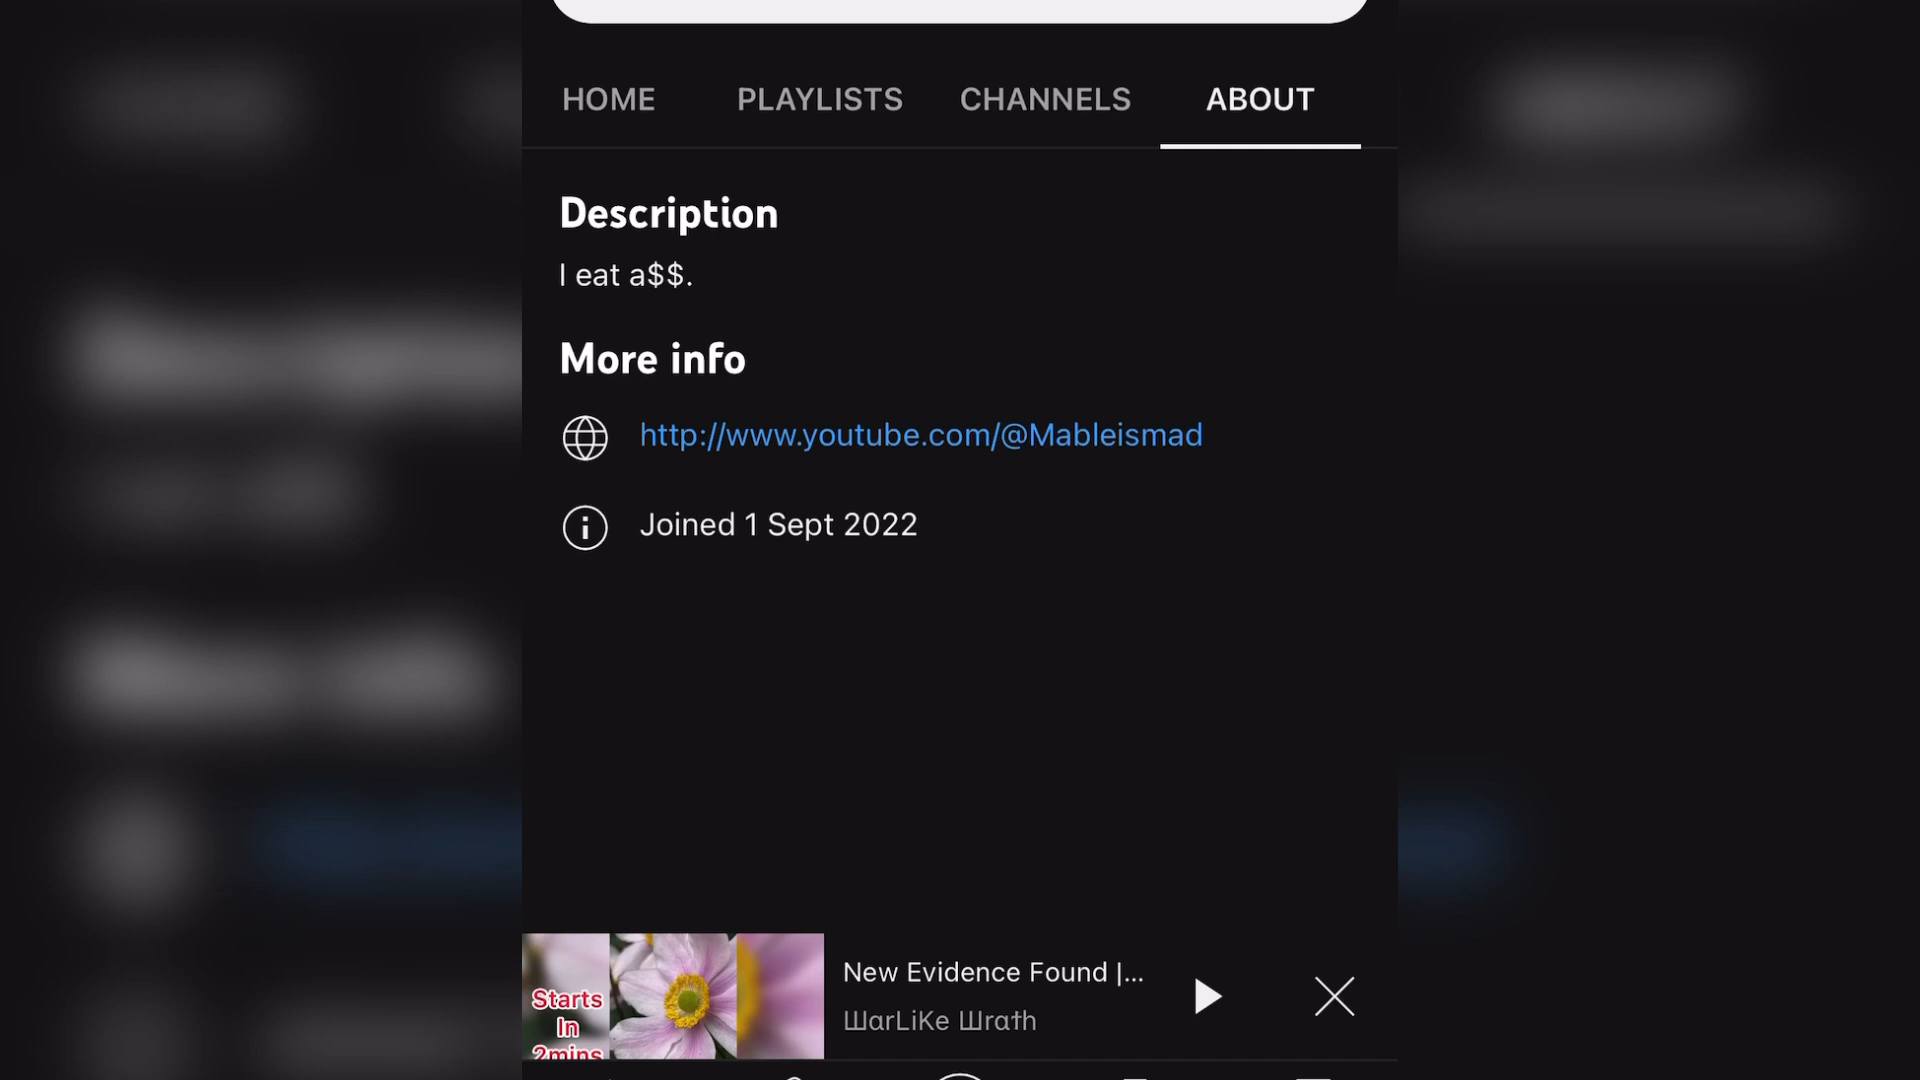 HOME PLAYLISTS CHANNELS ABOUT
Description
I eat a$$.
More info
http://www.youtube.com/@Mableismad
Joined 1 Sept 2022
Starts
In
2mins
New Evidence Found |...
ШarLiKe Шrath